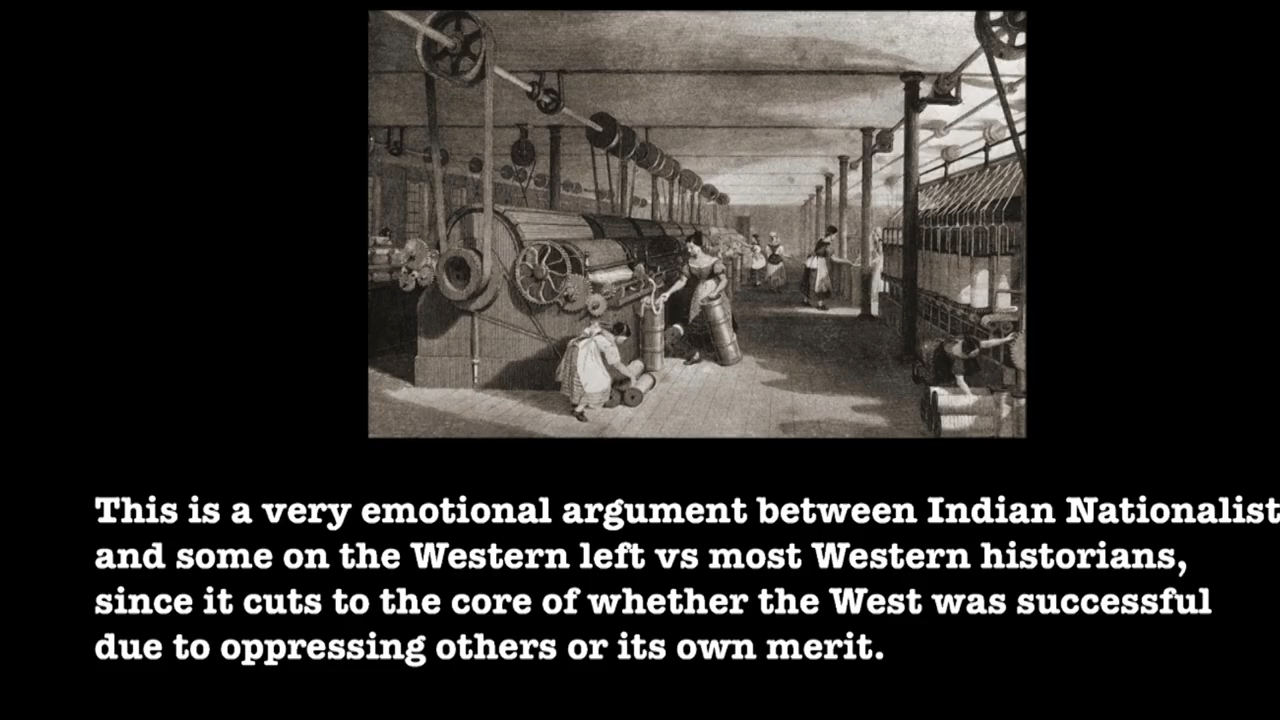 This is a very emotional argument between Indian Nationalist
and some on the Western left vs most Western historians,
since it cuts to the core of whether the West was successful
due to oppressing others or its own merit.